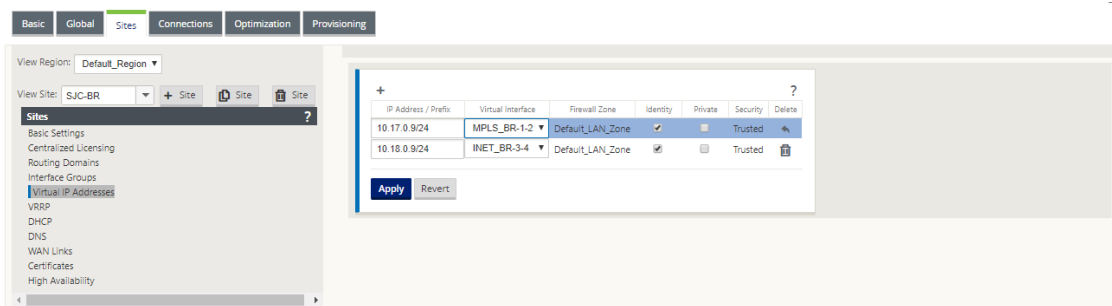 Basic Global Sites Connections Optimization Provisioning
View Region: Default_Region
View Site: SJC-BR + Site Site Site
Sites ?
Basic Settings
Centralized Licensing
Routing Domains
Interface Groups
Virtual IP Addresses
VRRP
DHCP
DNS
WAN Links
Certificates
High Availability
+ ?
IP Address / Prefix Virtual Interface Firewall Zone Identity Private Security Delete
10.17.0.9/24 MPLS_BR-1-2 Default_LAN_Zone Trusted
10.18.0.9/24 INET_BR-3-4 Default_LAN_Zone Trusted
Apply Revert